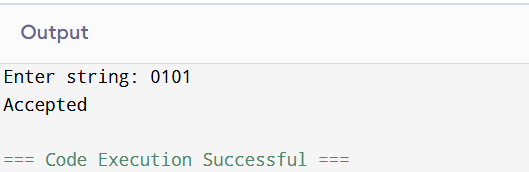 Output
Enter string: 0101
Accepted
=== Code Execution Successful ===